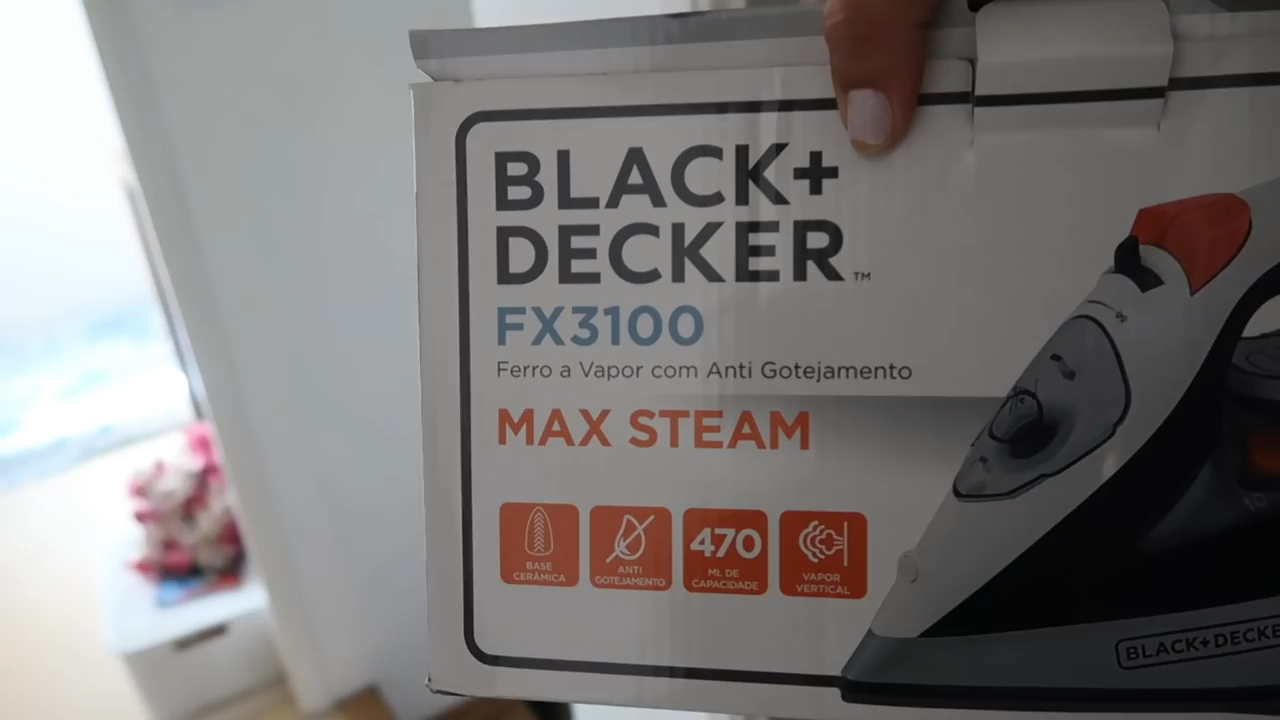 BLACK+
DECKER™
FX3100
Ferro a Vapor com Anti Gotejamento
MAX STEAM
BASE
CERÂMICA
ANTI
GOTEJAMENTO
470
ML DE
CAPACIDADE
VAPOR
VERTICAL
BLACK+DECKE